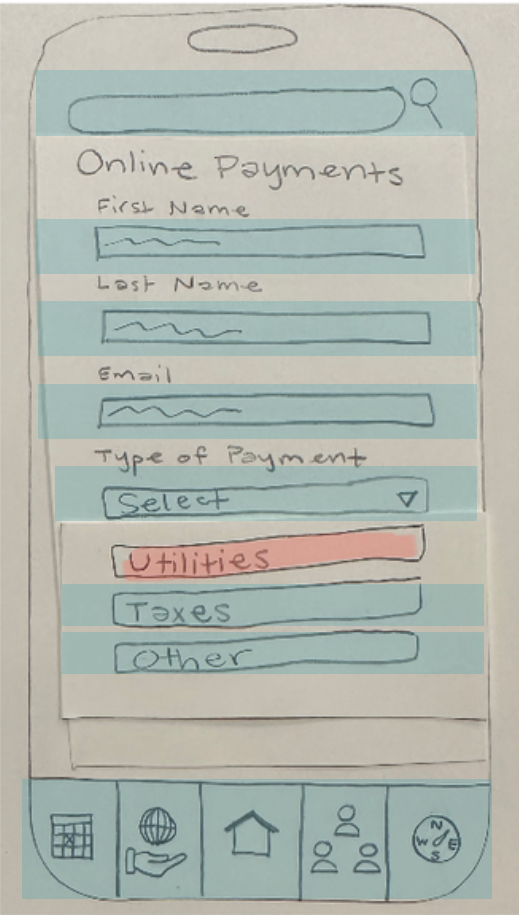 Online Payments
First Name
Last Name
Email
Type of Payment
Select
Utilities
Taxes
Other
N
W E
S